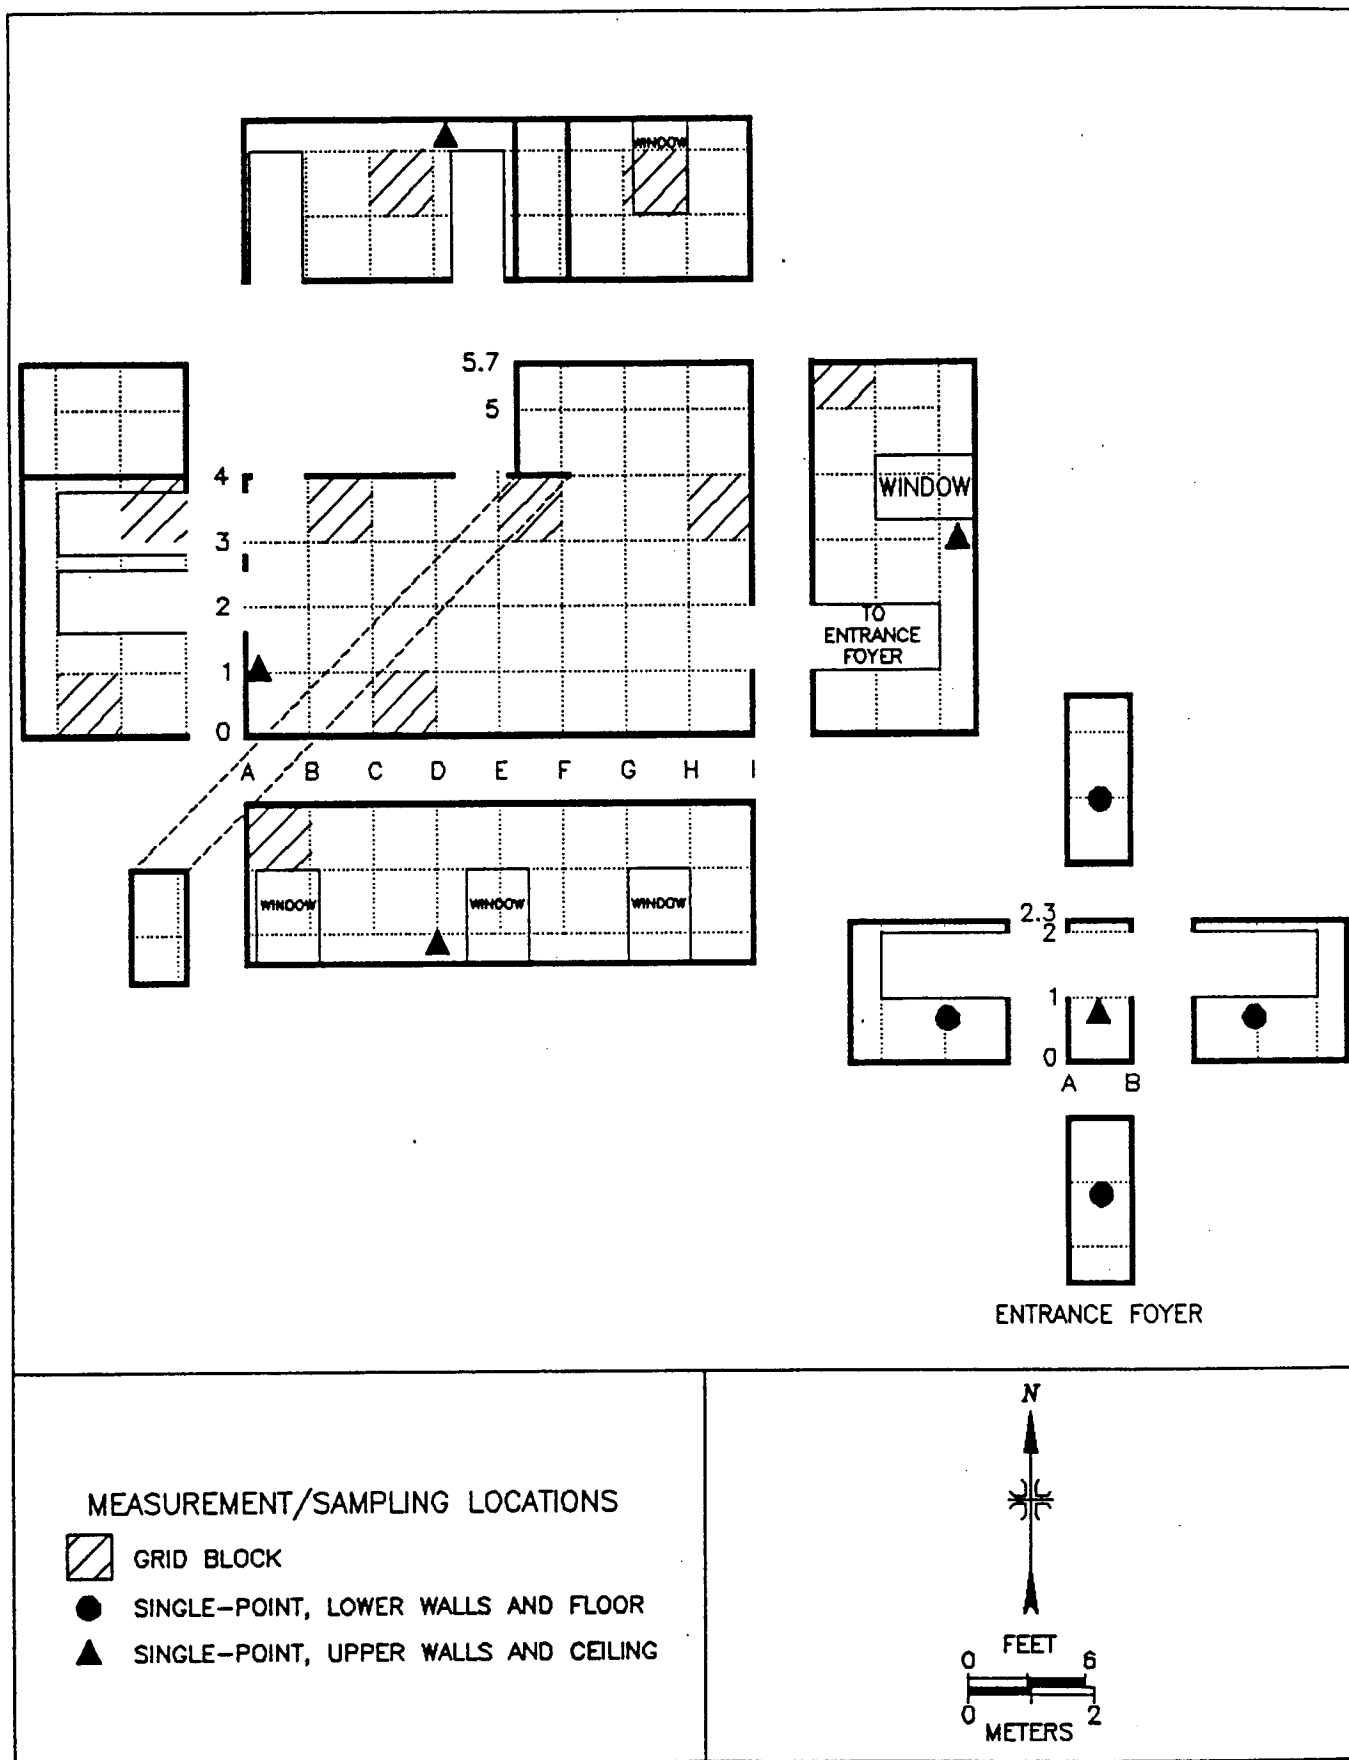 WINDOW
5.7
5
4
3
2
1
0
A B C D E F G H I
WINDOW
TO
ENTRANCE
FOYER
WINDOW WINDOW WINDOW
2.3
2
1
0
A B
ENTRANCE FOYER
MEASUREMENT/SAMPLING LOCATIONS
GRID BLOCK
SINGLE-POINT, LOWER WALLS AND FLOOR
SINGLE-POINT, UPPER WALLS AND CEILING
N
FEET
0 6
0 2
METERS